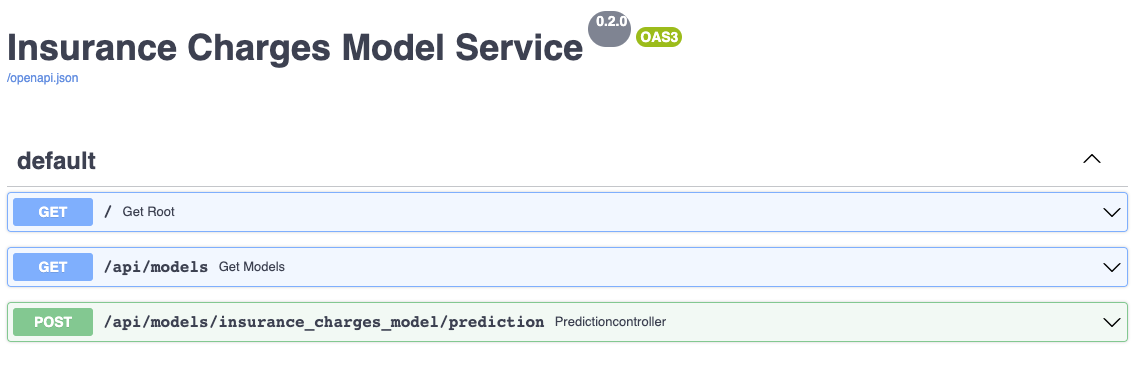 Insurance Charges Model Service 0.2.0 OAS3
/openapi.json
default
GET / Get Root
GET /api/models Get Models
POST /api/models/insurance_charges_model/prediction Predictioncontroller